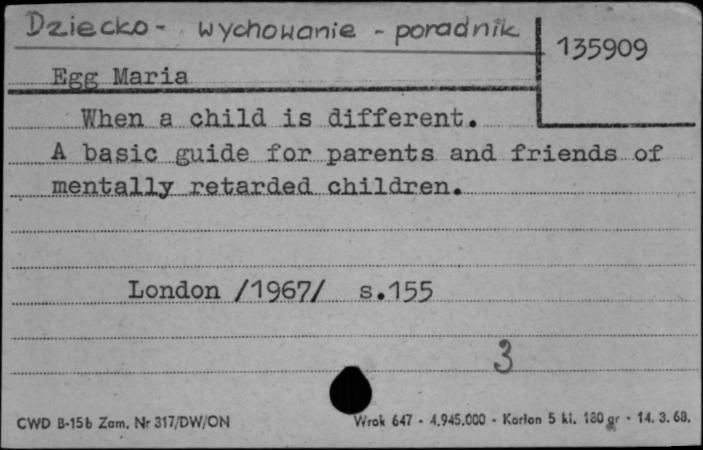 Dziecko - wychowanie - poradnik
135909
Egg Maria
When a child is different.
A basic guide for parents and friends of
mentally retarded children.
London /1967/ s.155
3
CWD B-15b Zam. Nr 317/DW/ON
Wrak 647 - 4.945.000 - Karton 5 kl. 180 gr - 14. 3. 68.